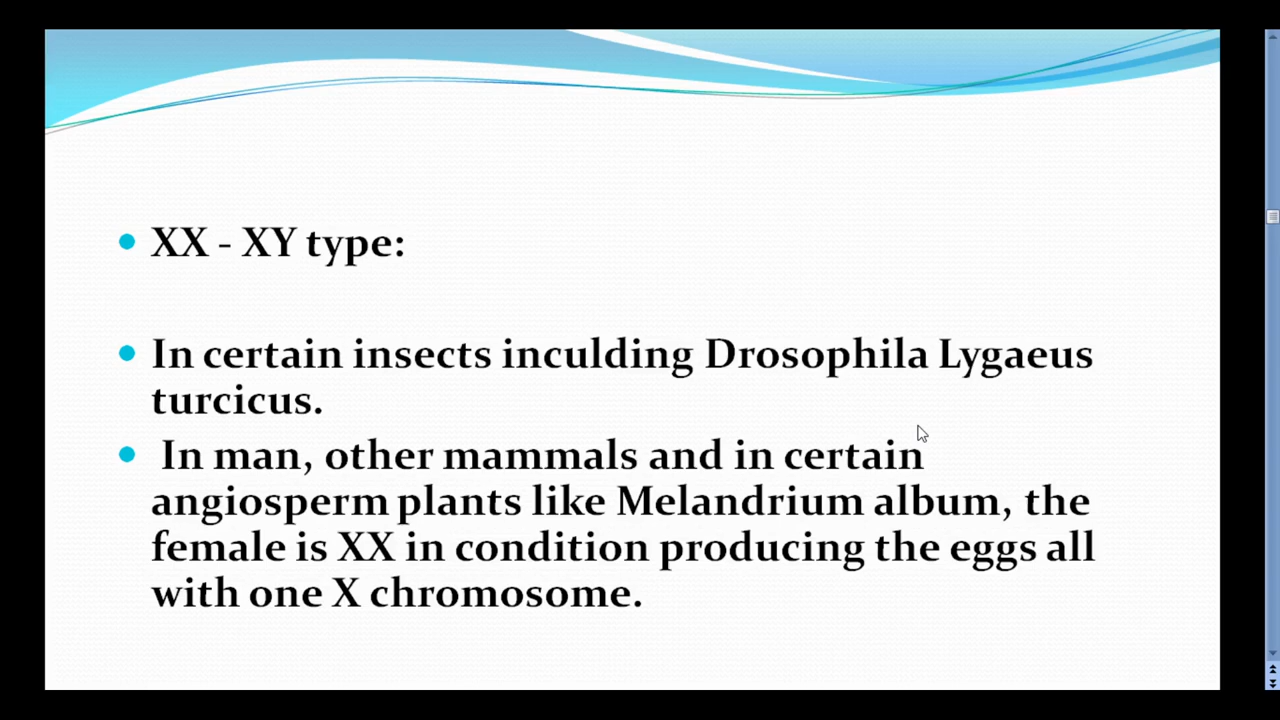 XX - XY type:
In certain insects inculding Drosophila Lygaeus
turcicus.
In man, other mammals and in certain
angiosperm plants like Melandrium album, the
female is XX in condition producing the eggs all
with one X chromosome.